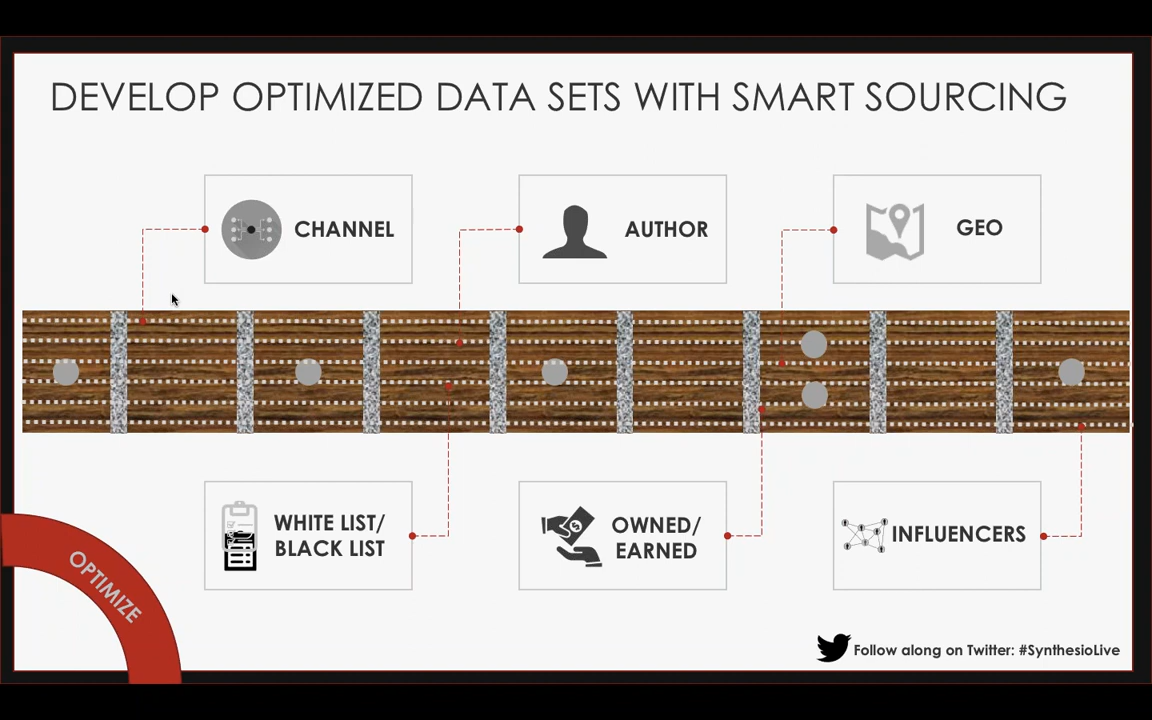 DEVELOP OPTIMIZED DATA SETS WITH SMART SOURCING
CHANNEL
AUTHOR
GEO
WHITE LIST/
BLACK LIST
OWNED/
EARNED
INFLUENCERS
OPTIMIZE
Follow along on Twitter: #SynthesioLive